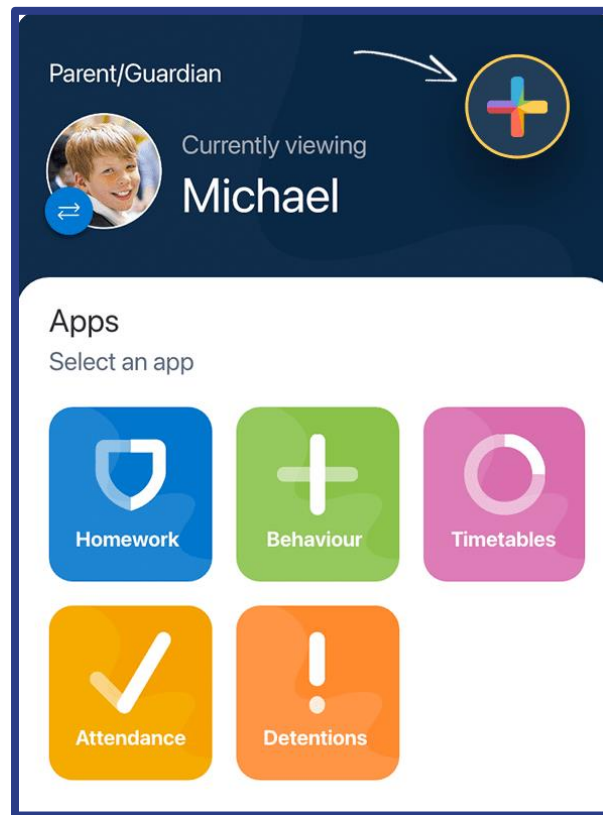 Parent/Guardian
Currently viewing
Michael
Apps
Select an app
Homework
Behaviour
Timetables
Attendance
Detentions